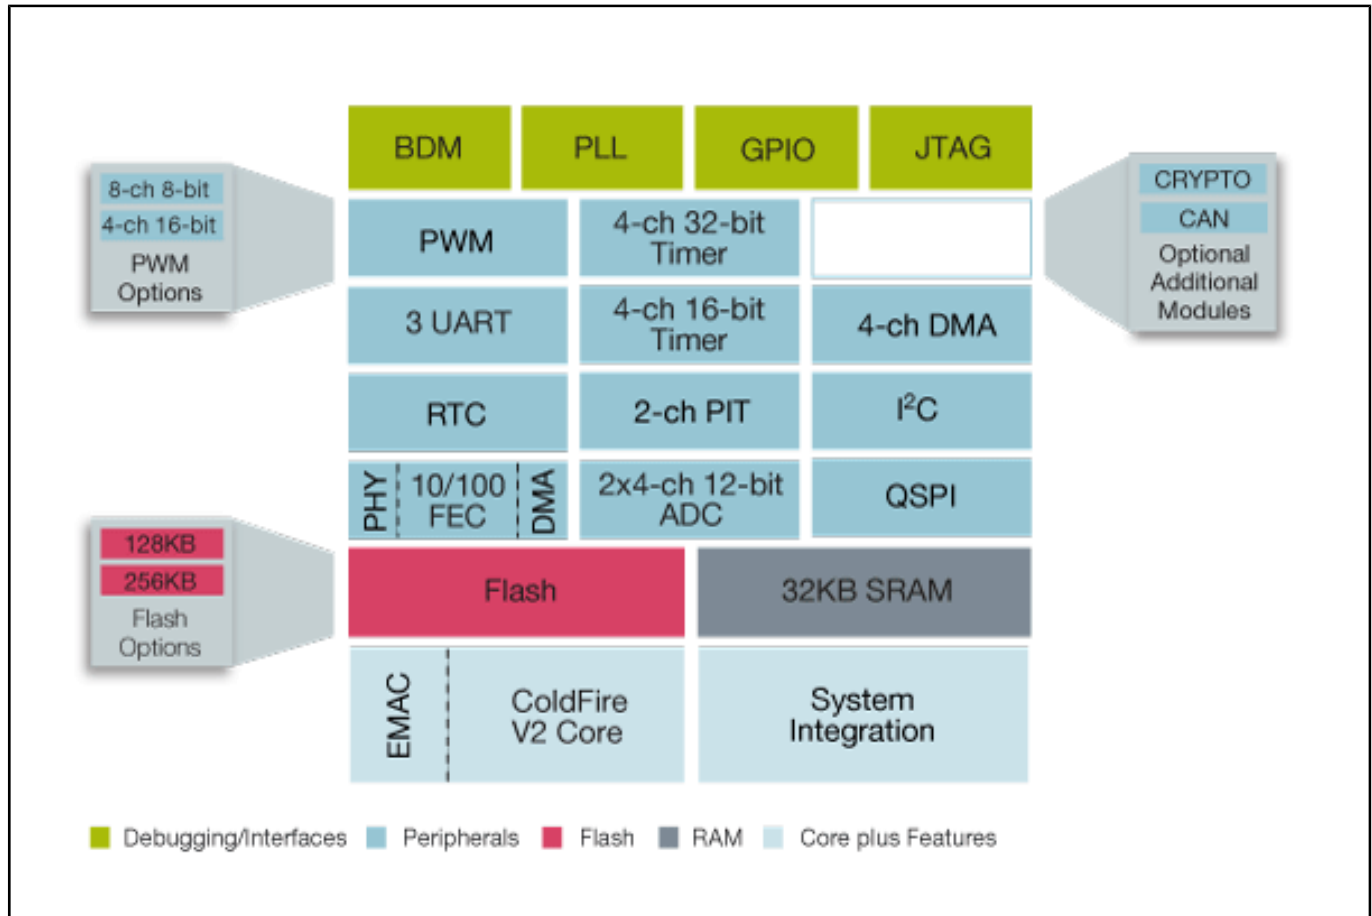 BDM
PLL
GPIO
JTAG
8-ch 8-bit
4-ch 16-bit
PWM
Options
PWM
4-ch 32-bit
Timer
CRYPTO
CAN
Optional
Additional
Modules
3 UART
4-ch 16-bit
Timer
4-ch DMA
RTC
2-ch PIT
I²C
PHY
10/100
FEC
DMA
2x4-ch 12-bit
ADC
QSPI
128KB
256KB
Flash
Options
Flash
32KB SRAM
EMAC
ColdFire
V2 Core
System
Integration
Debugging/Interfaces
Peripherals
Flash
RAM
Core plus Features